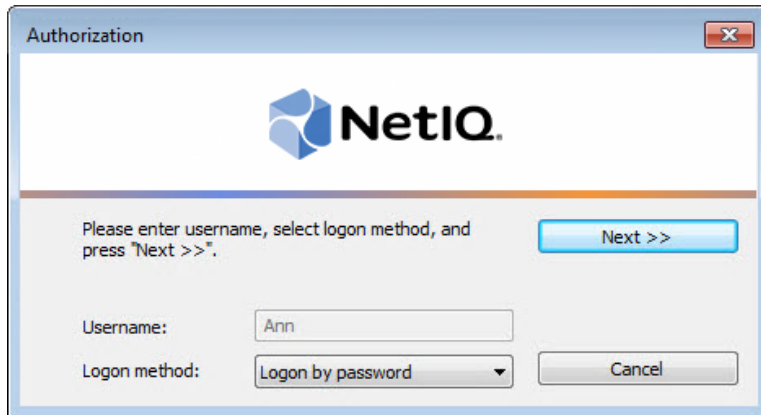 Authorization
NetIQ.
Please enter username, select logon method, and
press "Next >>".
Next >>
Username:
Ann
Logon method:
Logon by password
Cancel